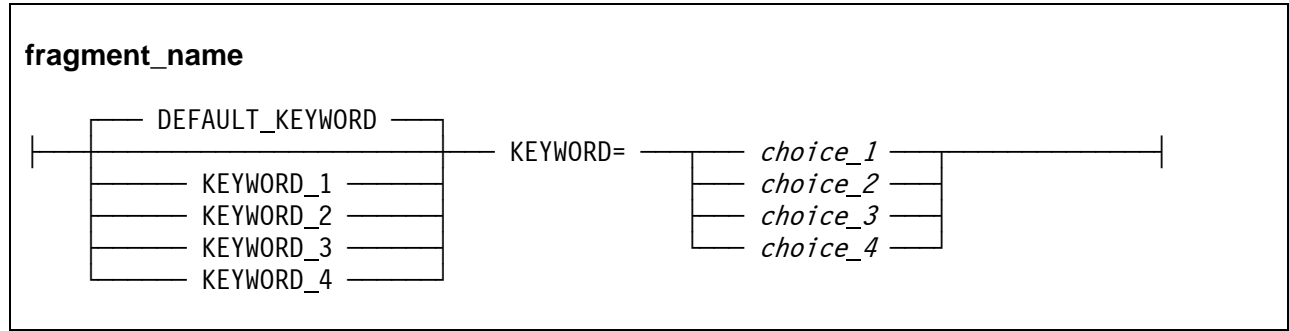 fragment_name
DEFAULT_KEYWORD
KEYWORD= choice_1
KEYWORD_1 choice_2
KEYWORD_2 choice_3
KEYWORD_3 choice_4
KEYWORD_4